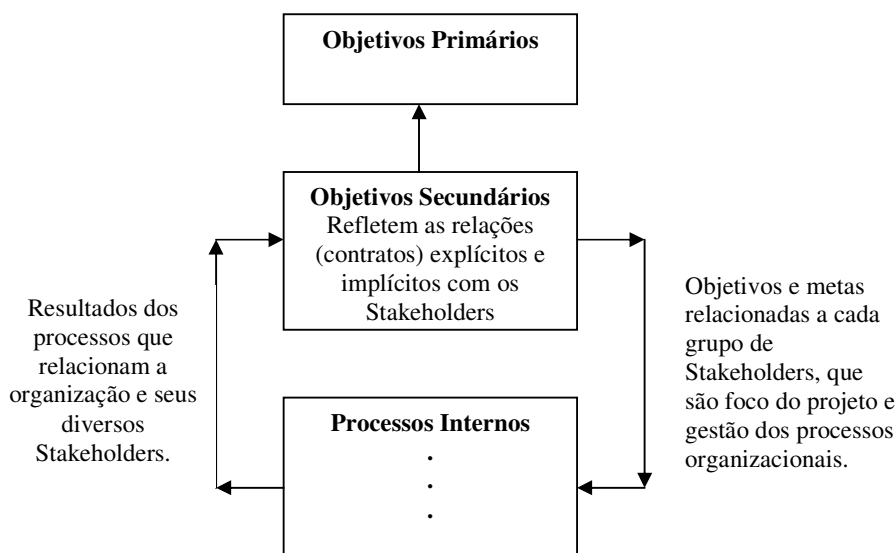 Objetivos Primários
Objetivos Secundários
Refletem as relações
(contratos) explícitos e
implícitos com os
Stakeholders
Resultados dos
processos que
relacionam a
organização e seus
diversos
Stakeholders.
Objetivos e metas
relacionadas a cada
grupo de
Stakeholders, que
são foco do projeto e
gestão dos processos
organizacionais.
Processos Internos
.
.
.